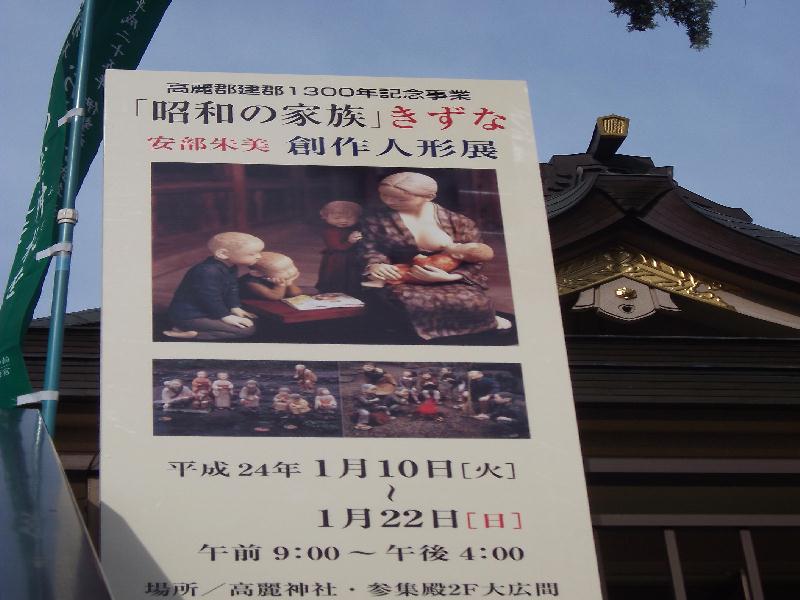 高麗郡建郡1300年記念事業
「昭和の家族」きずな
安部朱美 創作人形展
平成24年 1月10日[火]
～
1月22日[日]
午前 9:00 ～ 午後 4:00
場所／高麗神社・参集殿2F大広間